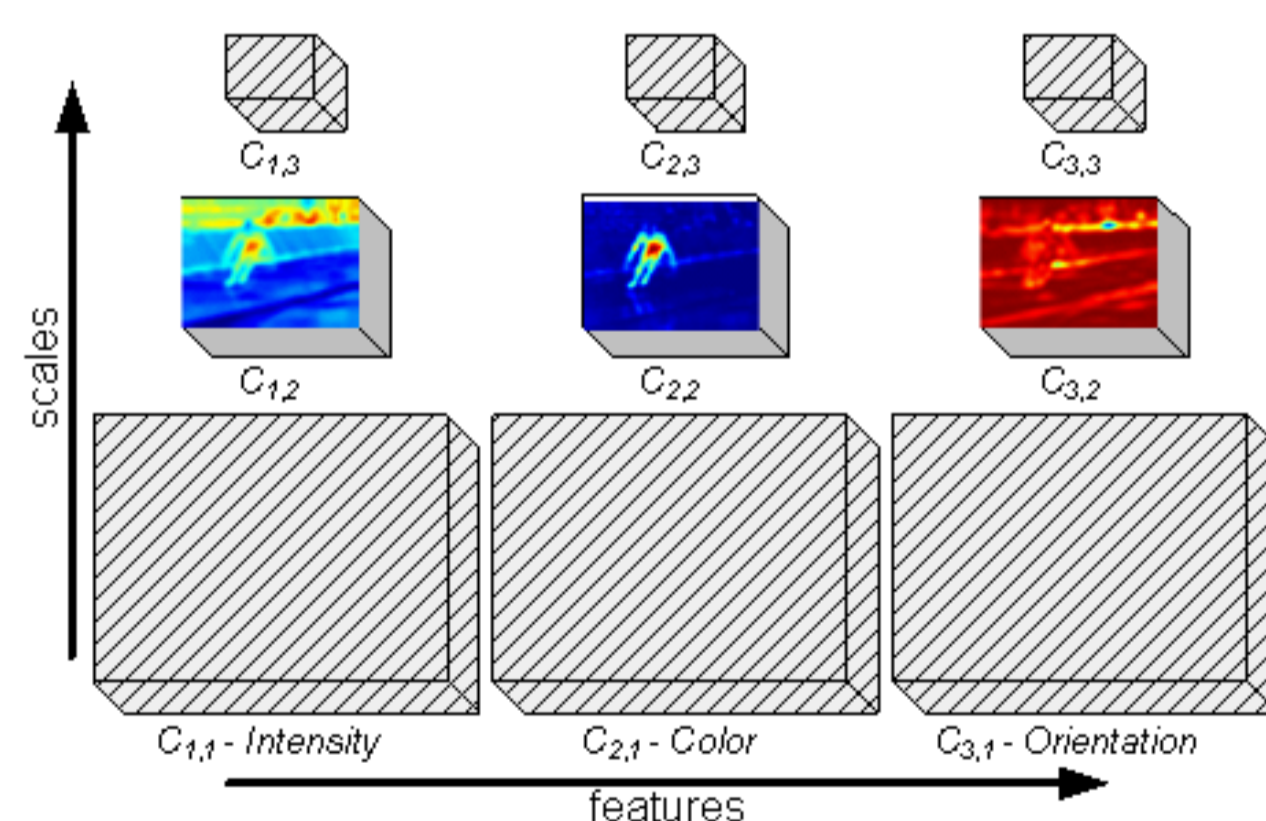 C1,3
C2,3
C3,3
C1,2
C2,2
C3,2
scales
C1,1 - Intensity
C2,1 - Color
C3,1 - Orientation
features